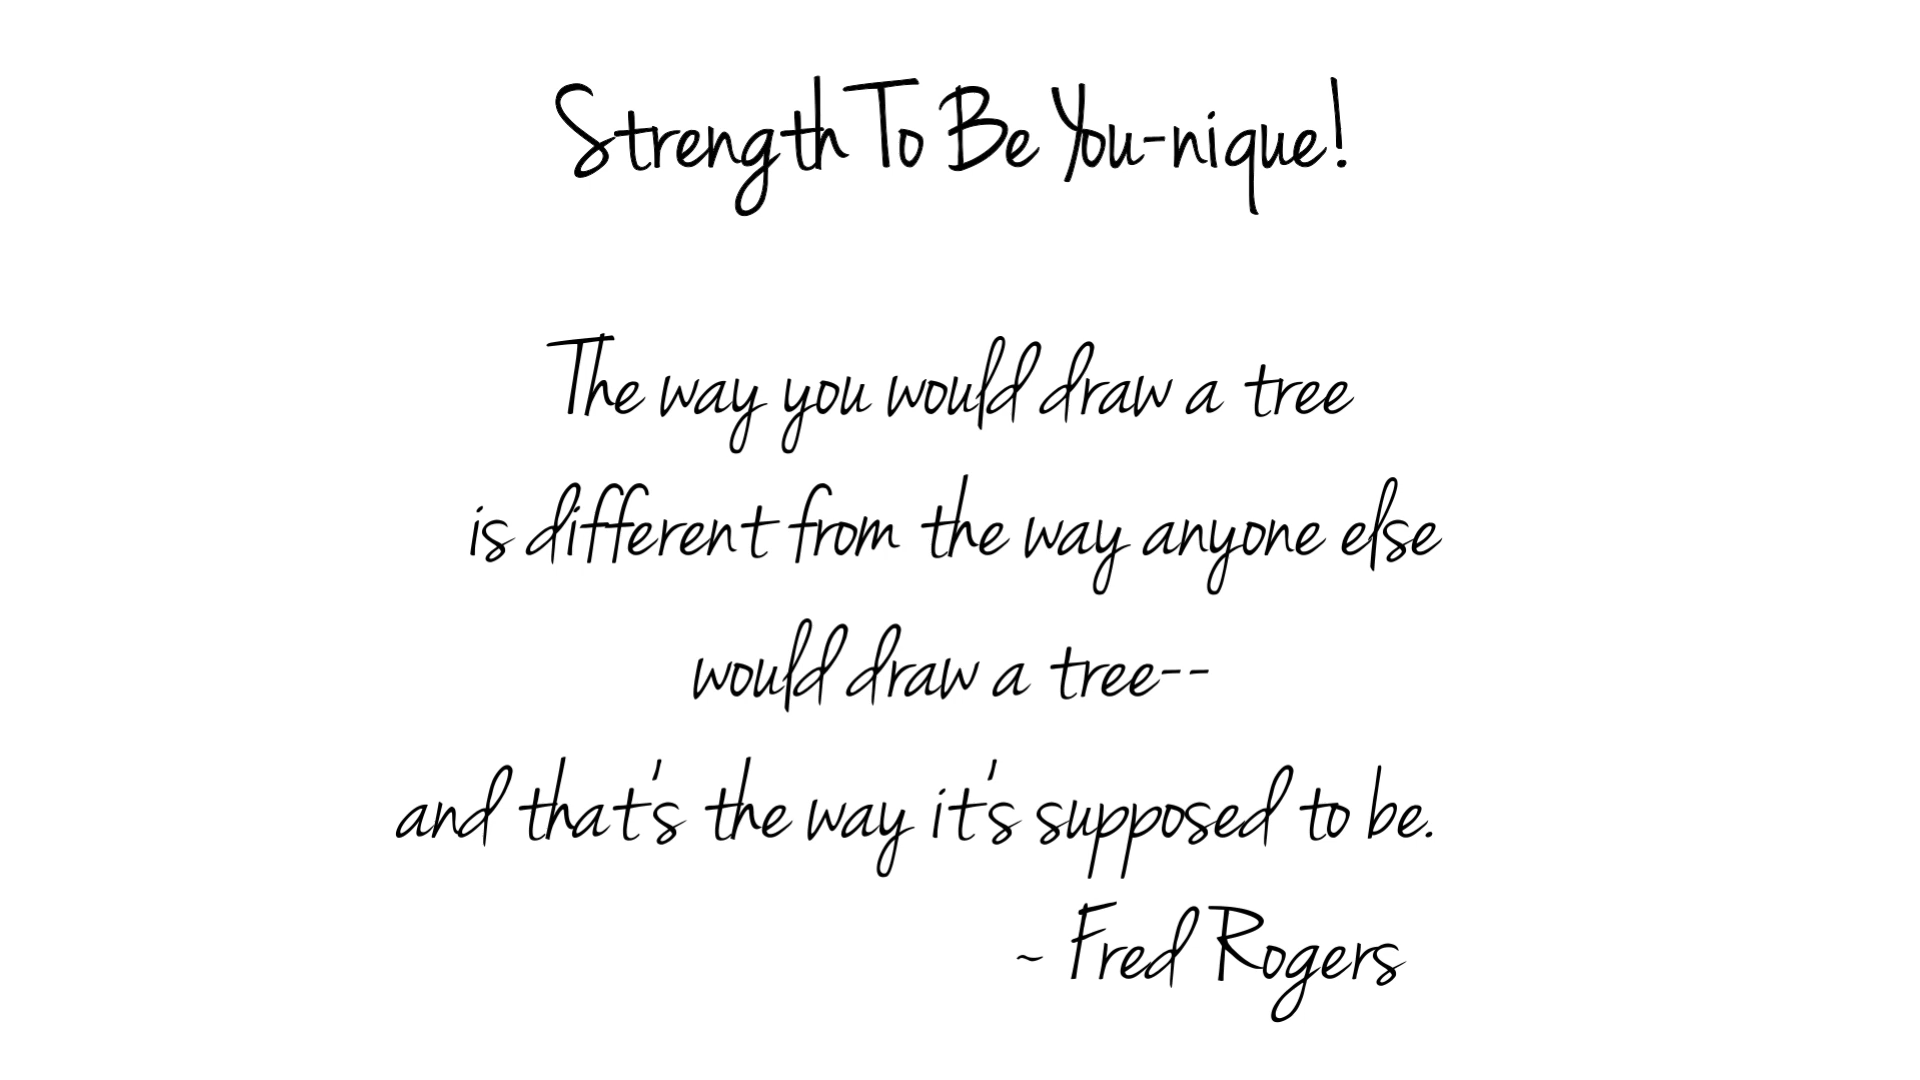 Strength To Be You-nique!
The way you would draw a tree
is different from the way anyone else
would draw a tree--
and that's the way it's supposed to be.
~ Fred Rogers